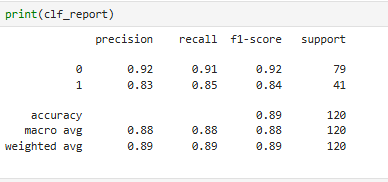 print(clf_report)
precision recall f1-score support
0 0.92 0.91 0.92 79
1 0.83 0.85 0.84 41
accuracy 0.89 120
macro avg 0.88 0.88 0.88 120
weighted avg 0.89 0.89 0.89 120